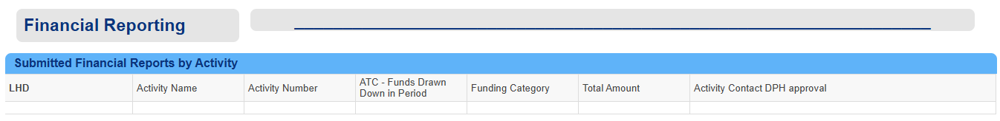 Financial Reporting
Submitted Financial Reports by Activity
LHD
Activity Name
Activity Number
ATC - Funds Drawn
Down in Period
Funding Category
Total Amount
Activity Contact DPH approval